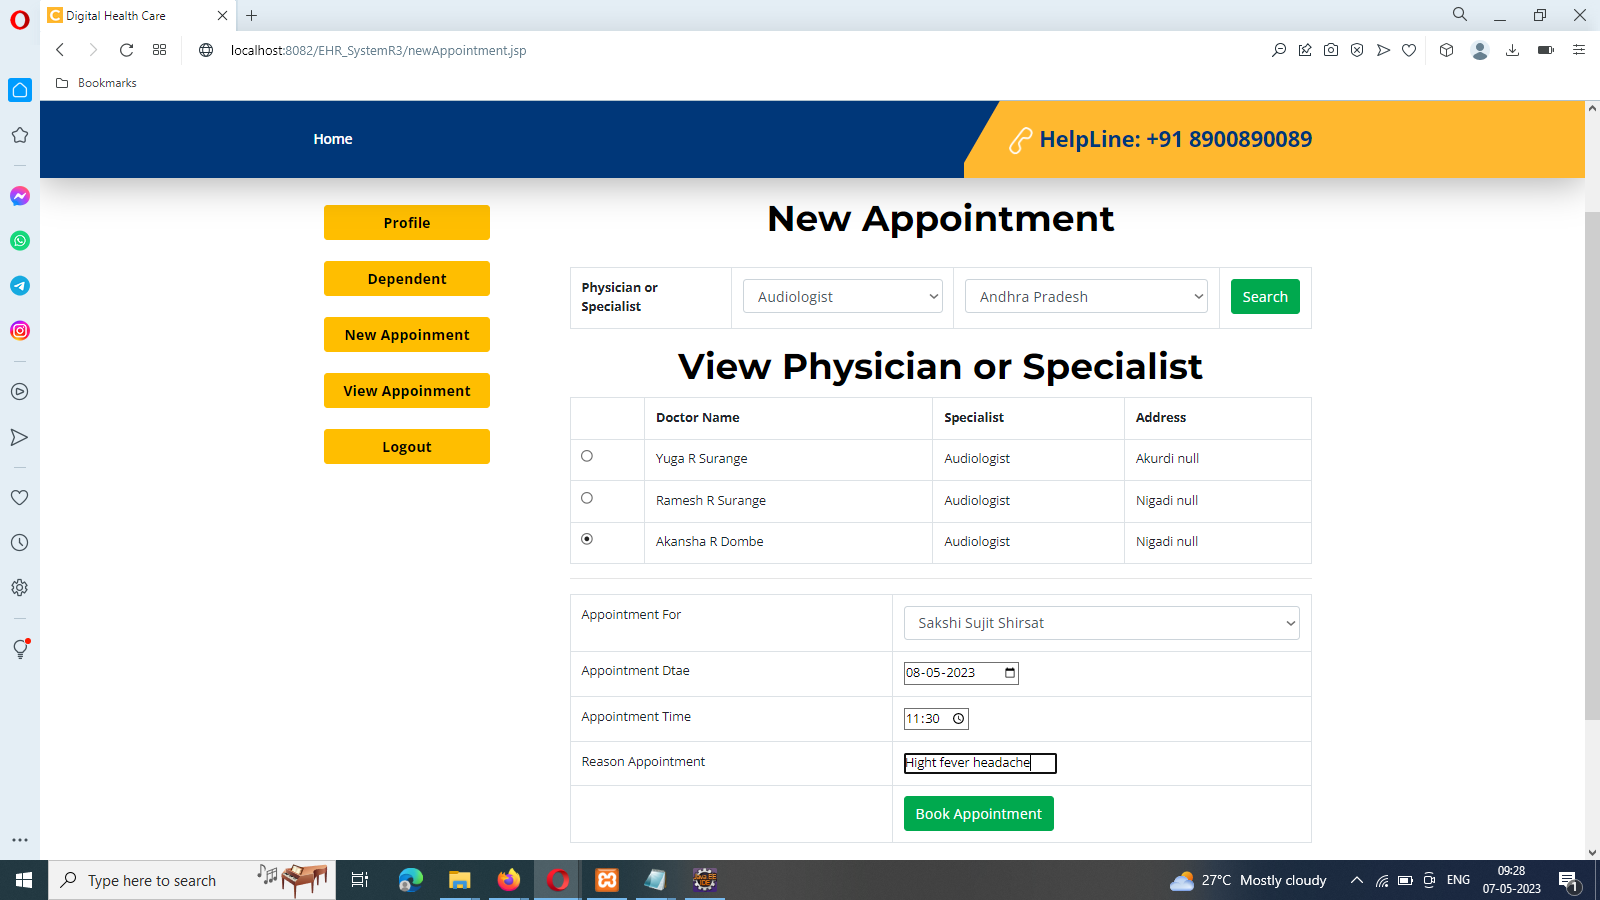 Digital Health Care
localhost:8082/EHR_SystemR3/newAppointment.jsp
Bookmarks
Home
HelpLine: +91 8900890089
Profile
Dependent
New Appoinment
View Appoinment
Logout
New Appointment
Physician or
Specialist
Audiologist
Andhra Pradesh
Search
View Physician or Specialist
Doctor Name Specialist Address
Yuga R Surange Audiologist Akurdi null
Ramesh R Surange Audiologist Nigadi null
Akansha R Dombe Audiologist Nigadi null
Appointment For Sakshi Sujit Shirsat
Appointment Dtae 08-05-2023
Appointment Time 11:30
Reason Appointment Hight fever headache
Book Appointment
Type here to search
27°C Mostly cloudy
ENG
09:28
07-05-2023
1